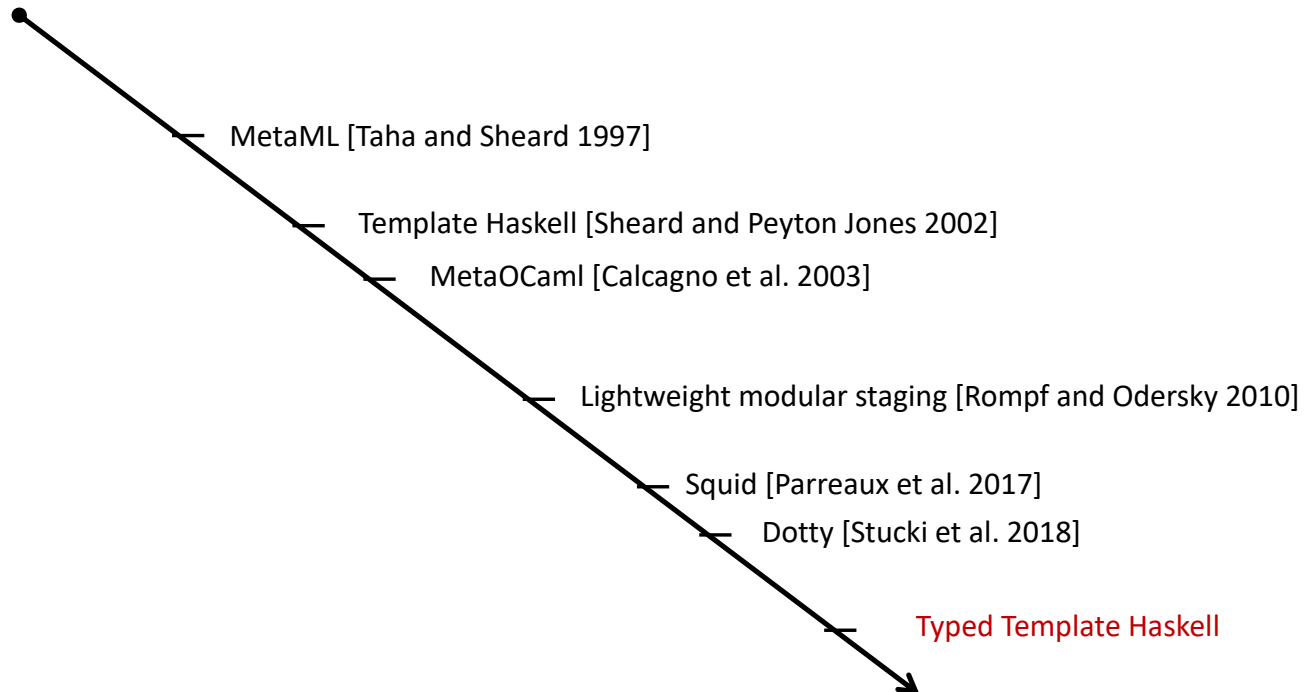 MetaML [Taha and Sheard 1997]
Template Haskell [Sheard and Peyton Jones 2002]
MetaOCaml [Calcagno et al. 2003]
Lightweight modular staging [Rompf and Odersky 2010]
Squid [Parreaux et al. 2017]
Dotty [Stucki et al. 2018]
Typed Template Haskell